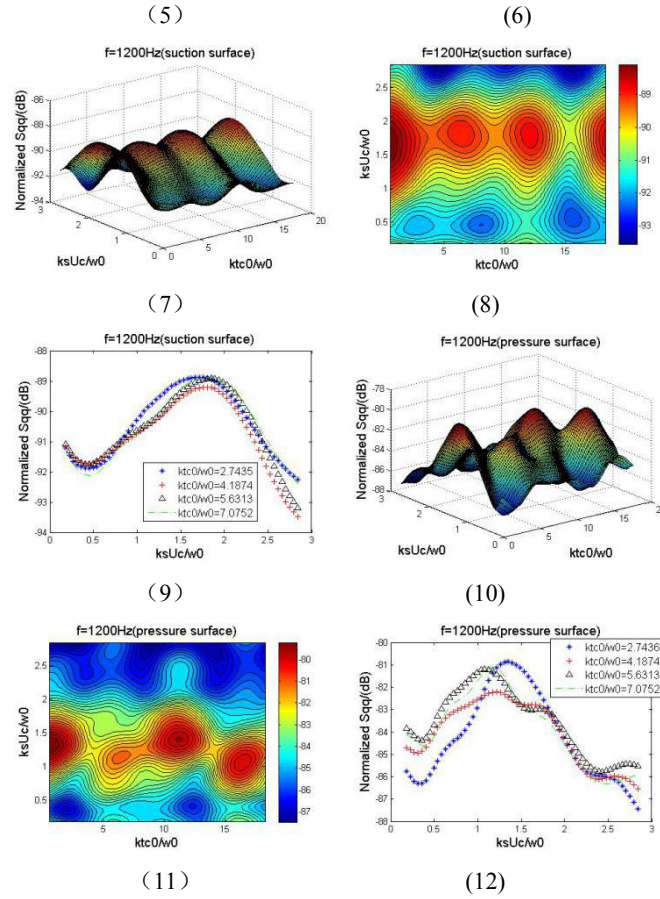 （5） (6)
f=1200Hz(suction surface)
Normalized Sqq/(dB)
-86
-88
-90
-92
-94
3
2
1
0
ksUc/w0
0
5
10
15
20
ktc0/w0
f=1200Hz(suction surface)
ksUc/w0
2.5
2
1.5
1
0.5
5 10 15
ktc0/w0
-89
-90
-91
-92
-93
（7） (8)
f=1200Hz(suction surface)
Normalized Sqq/(dB)
-88
-89
-90
-91
-92
-93
-94
ktc0/w0=2.7435
ktc0/w0=4.1874
ktc0/w0=5.6313
ktc0/w0=7.0752
0 0.5 1 1.5 2 2.5 3
ksUc/w0
f=1200Hz(pressure surface)
Normalized Sqq/(dB)
-78
-80
-82
-84
-86
-88
3
2
1
0
ksUc/w0
0
5
10
15
2
ktc0/w0
（9） (10)
f=1200Hz(pressure surface)
ksUc/w0
2.5
2
1.5
1
0.5
5 10 15
ktc0/w0
-80
-81
-82
-83
-84
-85
-86
-87
f=1200Hz(pressure surface)
Normalized Sqq/(dB)
-80
-81
-82
-83
-84
-85
-86
-88
ktc0/w0=2.7436
ktc0/w0=4.1874
ktc0/w0=5.6313
ktc0/w0=7.0752
0 0.5 1 1.5 2 2.5 3
ksUc/w0
（11） (12)